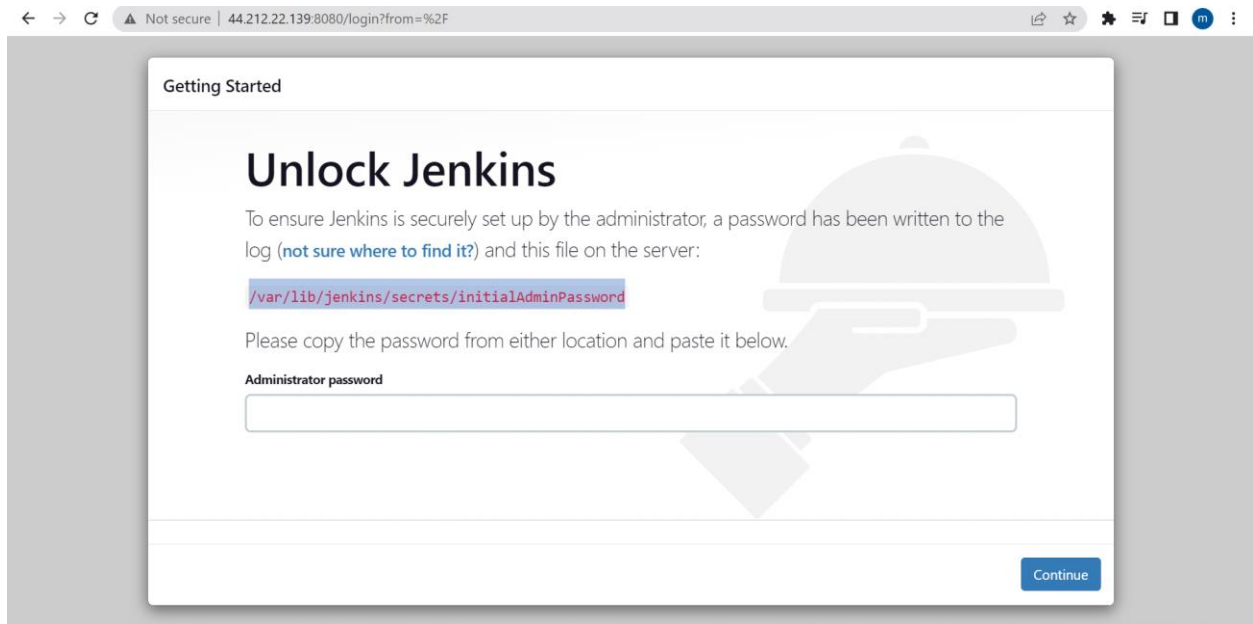 Not secure | 44.212.22.139:8080/login?from=%2F
m
Getting Started
Unlock Jenkins
To ensure Jenkins is securely set up by the administrator, a password has been written to the
log (not sure where to find it?) and this file on the server:
/var/lib/jenkins/secrets/initialAdminPassword
Please copy the password from either location and paste it below.
Administrator password
Continue